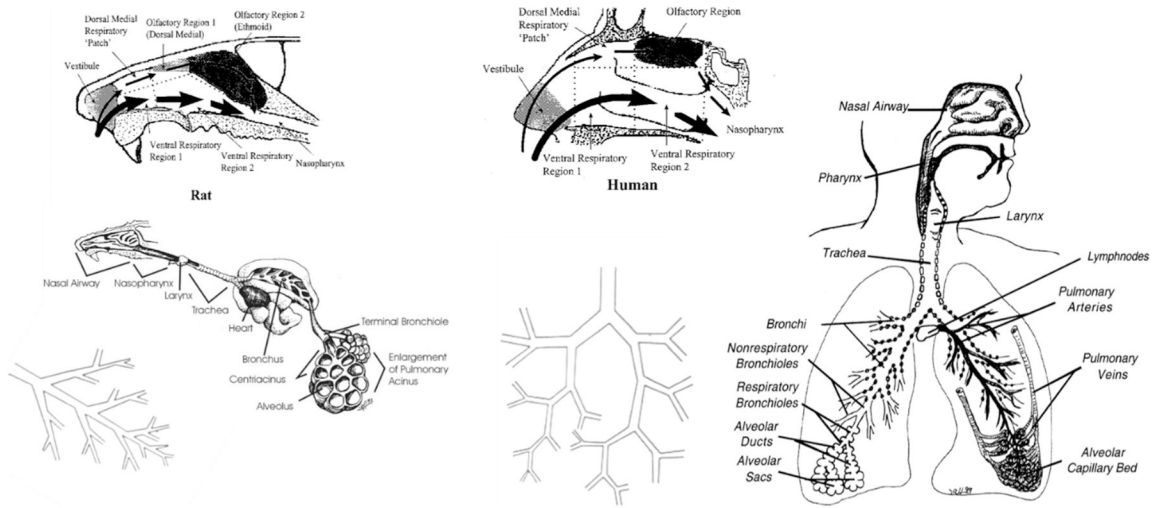 Dorsal Medial
Respiratory
'Patch'
Olfactory Region 1
(Dorsal Medial)
Olfactory Region 2
(Ethmoid)
Vestibule
Ventral Respiratory
Region 1
Ventral Respiratory
Region 2
Nasopharynx
Rat
Dorsal Medial
Respiratory
'Patch'
Olfactory Region
Vestibule
Nasopharynx
Ventral Respiratory
Region 1
Ventral Respiratory
Region 2
Human
Nasal Airway
Nasopharynx
Larynx
Trachea
Heart
Bronchus
Terminal Bronchiole
Centriacinus
Alveolus
Enlargement
of Pulmonary
Acinus
Nasal Airway
Pharynx
Larynx
Trachea
Lymphnodes
Pulmonary
Arteries
Bronchi
Nonrespiratory
Bronchioles
Pulmonary
Veins
Respiratory
Bronchioles
Alveolar
Ducts
Alveolar
Sacs
Alveolar
Capillary Bed